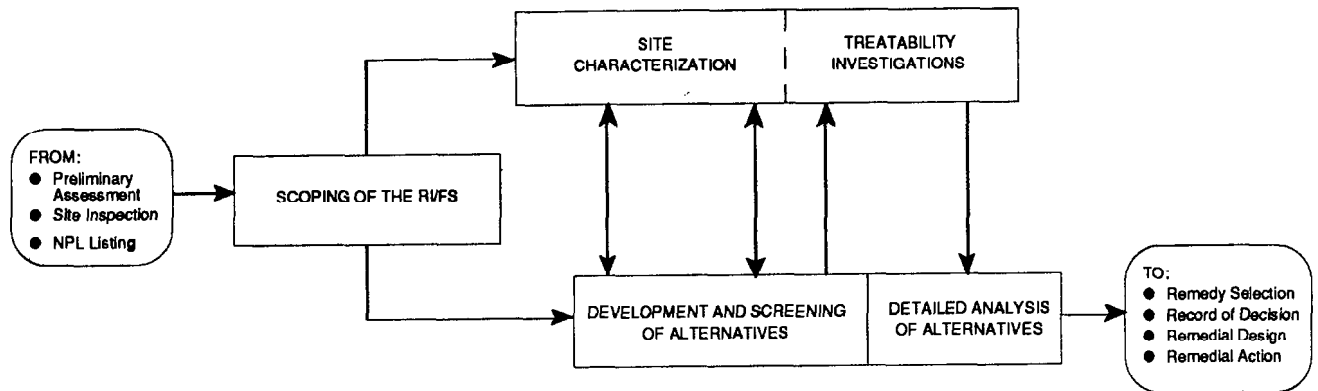 FROM:
● Preliminary
Assessment
● Site Inspection
● NPL Listing
SCOPING OF THE RI/FS
SITE
CHARACTERIZATION
TREATABILITY
INVESTIGATIONS
DEVELOPMENT AND SCREENING
OF ALTERNATIVES
DETAILED ANALYSIS
OF ALTERNATIVES
TO:
● Remedy Selection
● Record of Decision
● Remedial Design
● Remedial Action